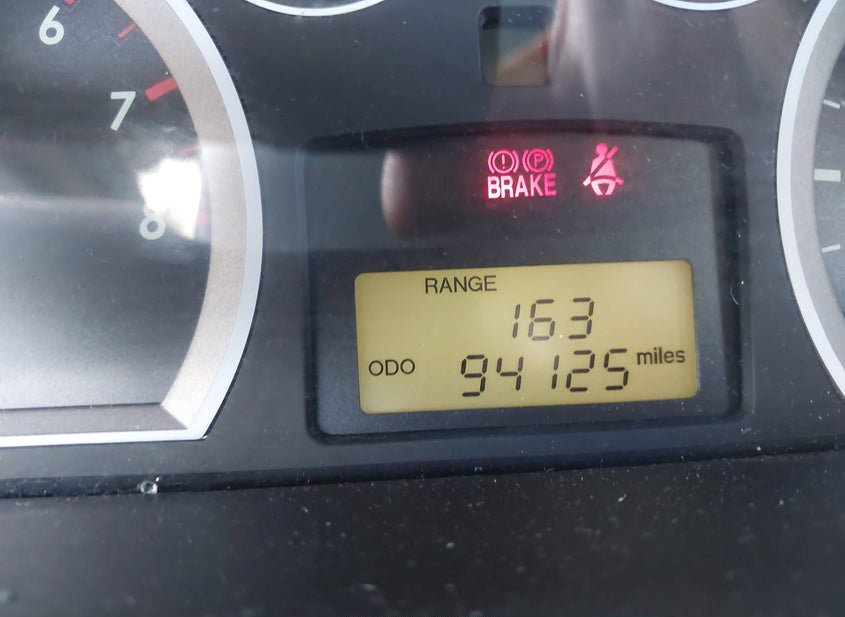 6
7
8
(!) (P)
BRAKE
RANGE
163
ODO 94125 miles